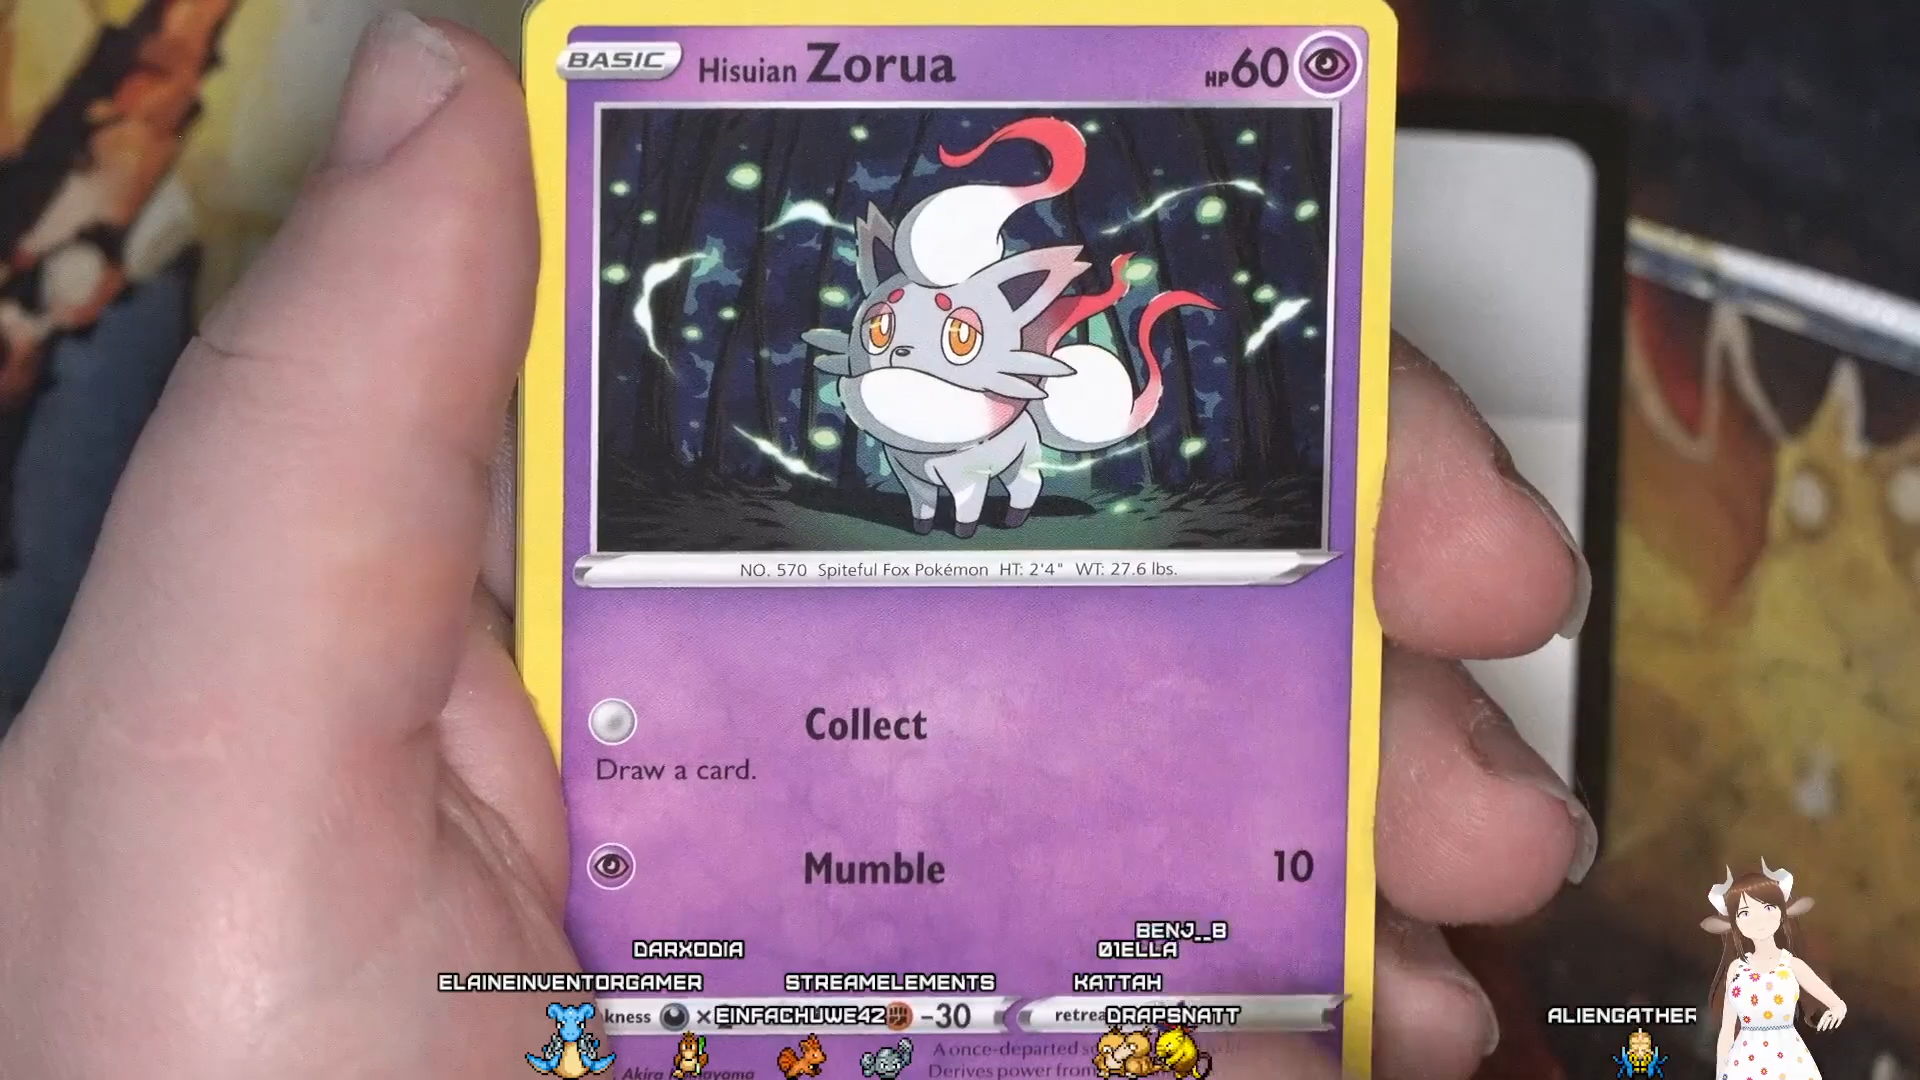 BASIC Hisuian Zorua HP60
NO. 570 Spiteful Fox Pokémon HT: 2'4" WT: 27.6 lbs.
Collect
Draw a card.
Mumble 10
BENJ__B
DARXODIA 01ELLA
ELAINEINVENTORGAMER STREAMELEMENTS KATTAH
kness × EINFACHUWE42 -30 retrea DRAPSNATT ALIENGATHER
A once-departed
Derives power from
Akira